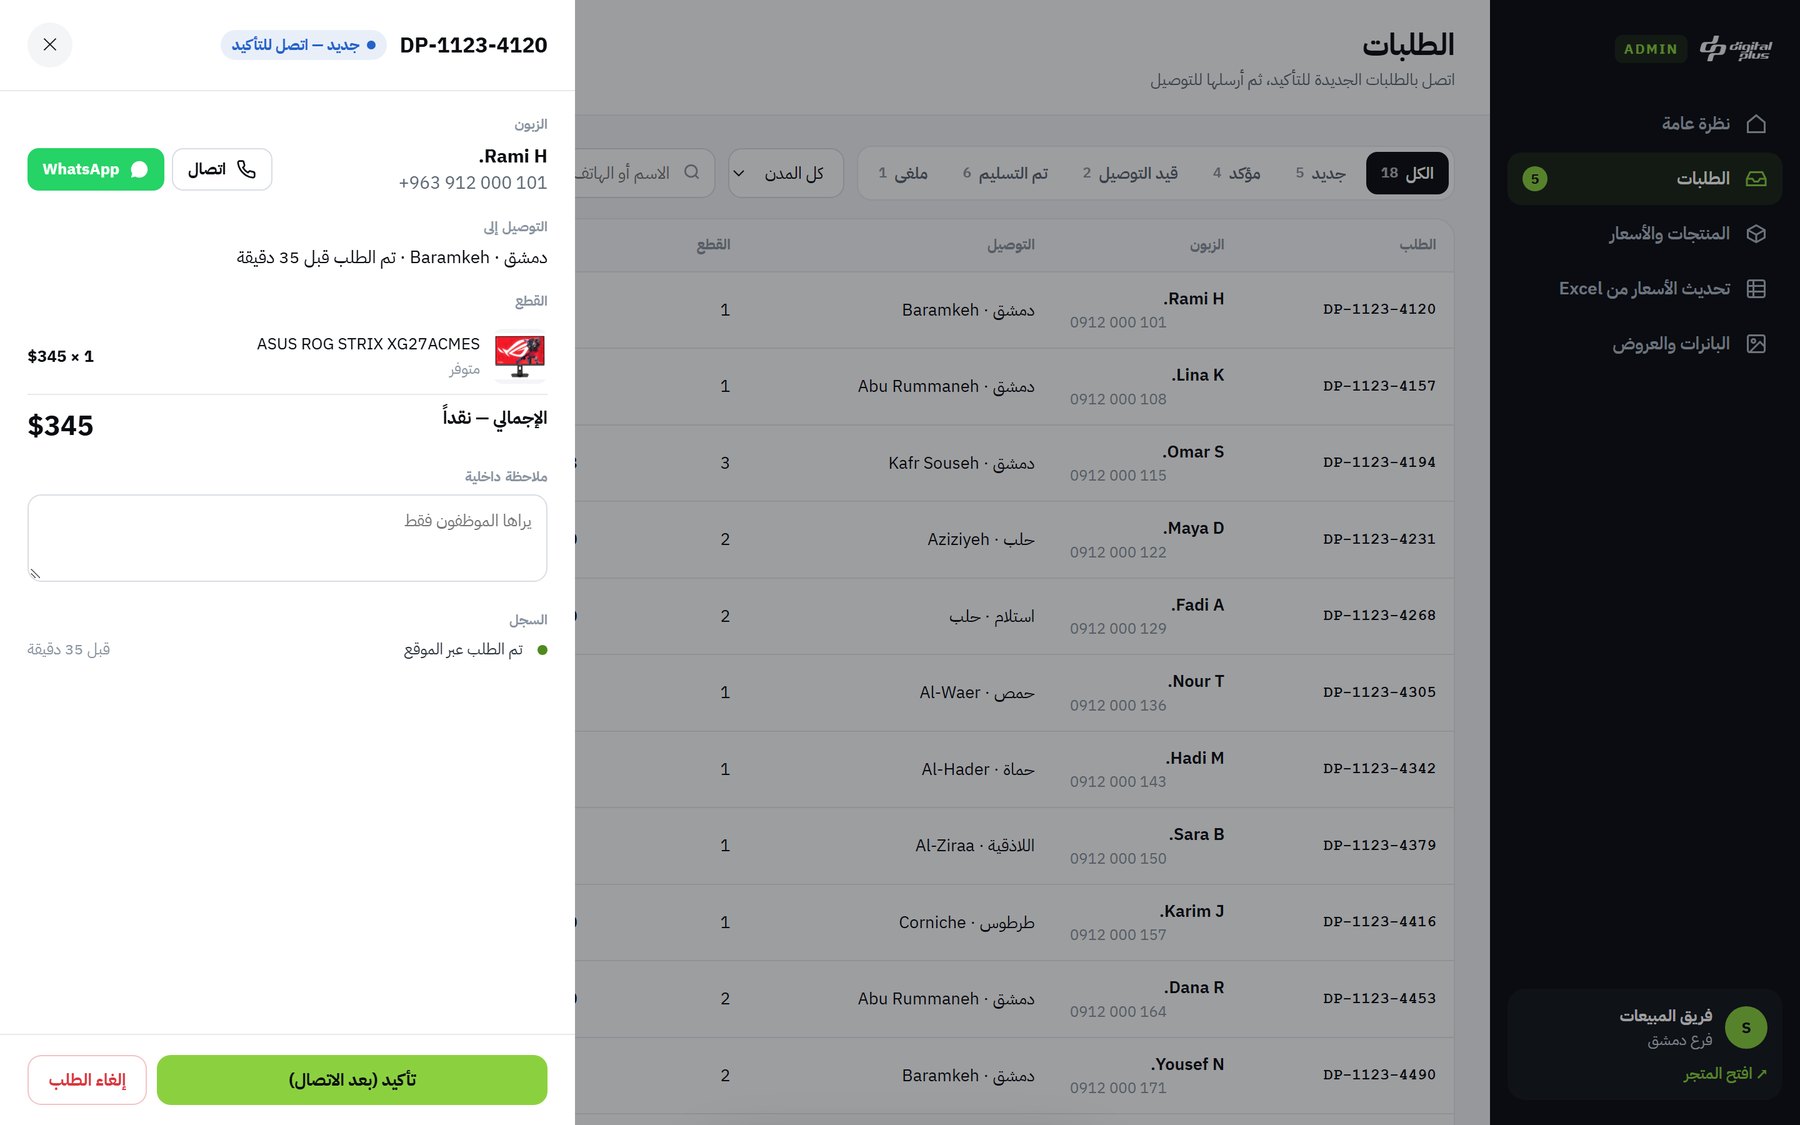 digital plus
ADMIN
نظرة عامة
الطلبات
5
المنتجات والأسعار
تحديث الأسعار من Excel
البانرات والعروض
S
فريق المبيعات
فرع دمشق
افتح المتجر ↗
الطلبات
اتصل بالطلبات الجديدة للتأكيد، ثم أرسلها للتوصيل
الكل 18
جديد 5
مؤكد 4
قيد التوصيل 2
تم التسليم 6
ملغى 1
كل المدن
الاسم أو الهاتف
الطلب الزبون التوصيل القطع
DP-1123-4120 Rami H. دمشق · Baramkeh 1
0912 000 101
DP-1123-4157 Lina K. دمشق · Abu Rummaneh 1
0912 000 108
DP-1123-4194 Omar S. دمشق · Kafr Souseh 3
0912 000 115
DP-1123-4231 Maya D. حلب · Aziziyeh 2
0912 000 122
DP-1123-4268 Fadi A. استلام · حلب 2
0912 000 129
DP-1123-4305 Nour T. حمص · Al-Waer 1
0912 000 136
DP-1123-4342 Hadi M. حماة · Al-Hader 1
0912 000 143
DP-1123-4379 Sara B. اللاذقية · Al-Ziraa 1
0912 000 150
DP-1123-4416 Karim J. طرطوس · Corniche 1
0912 000 157
DP-1123-4453 Dana R. دمشق · Abu Rummaneh 2
0912 000 164
DP-1123-4490 Yousef N. دمشق · Baramkeh 2
0912 000 171
DP-1123-4120
جديد — اتصل للتأكيد
الزبون
Rami H.
+963 912 000 101
اتصال
WhatsApp
التوصيل إلى
دمشق · Baramkeh · تم الطلب قبل 35 دقيقة
القطع
ASUS ROG STRIX XG27ACMES
متوفر
$345 × 1
الإجمالي — نقداً
$345
ملاحظة داخلية
يراها الموظفون فقط
السجل
تم الطلب عبر الموقع
قبل 35 دقيقة
تأكيد (بعد الاتصال)
إلغاء الطلب